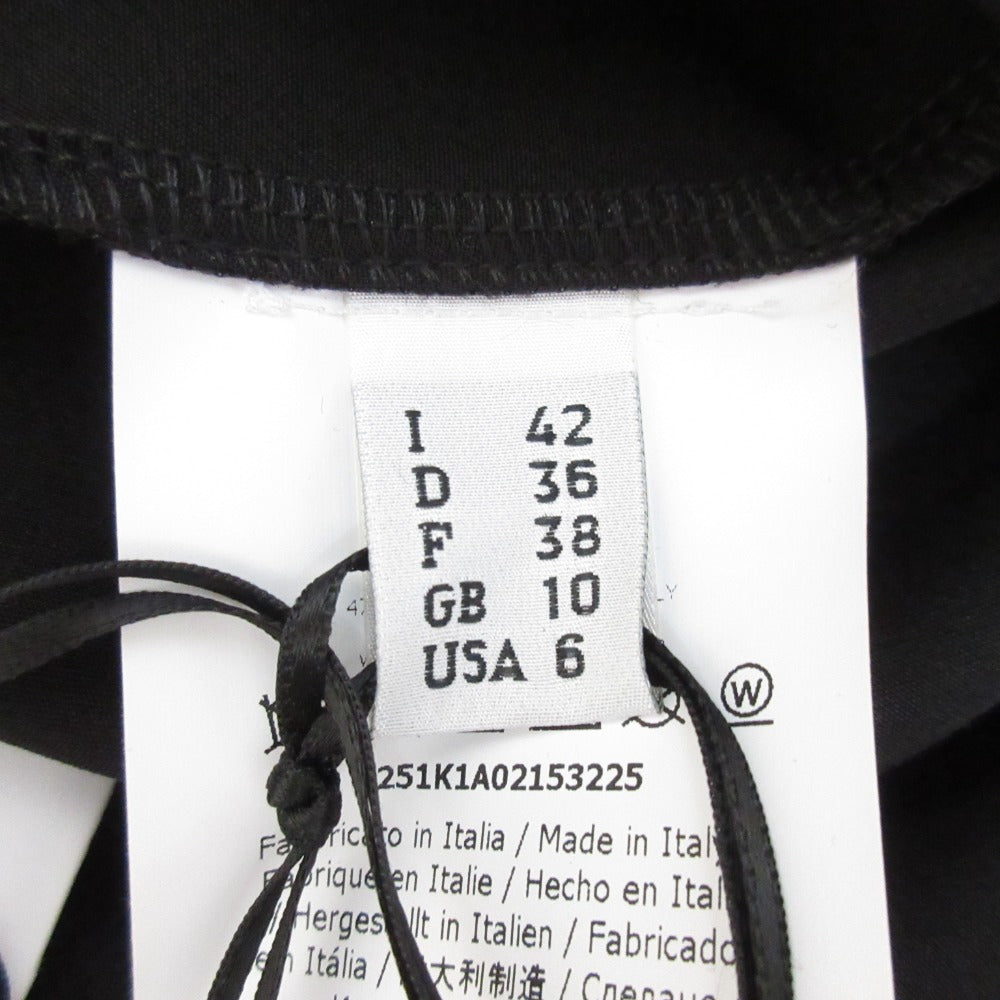 I 42
D 36
F 38
GB 10
USA 6
W
251K1A02153225
Fabricato in Italia / Made in Italy
Fabriqué en Italie / Hecho en Ital
Hergestellt in Italien / Fabricado
em Itália / 意大利制造 / Сделано